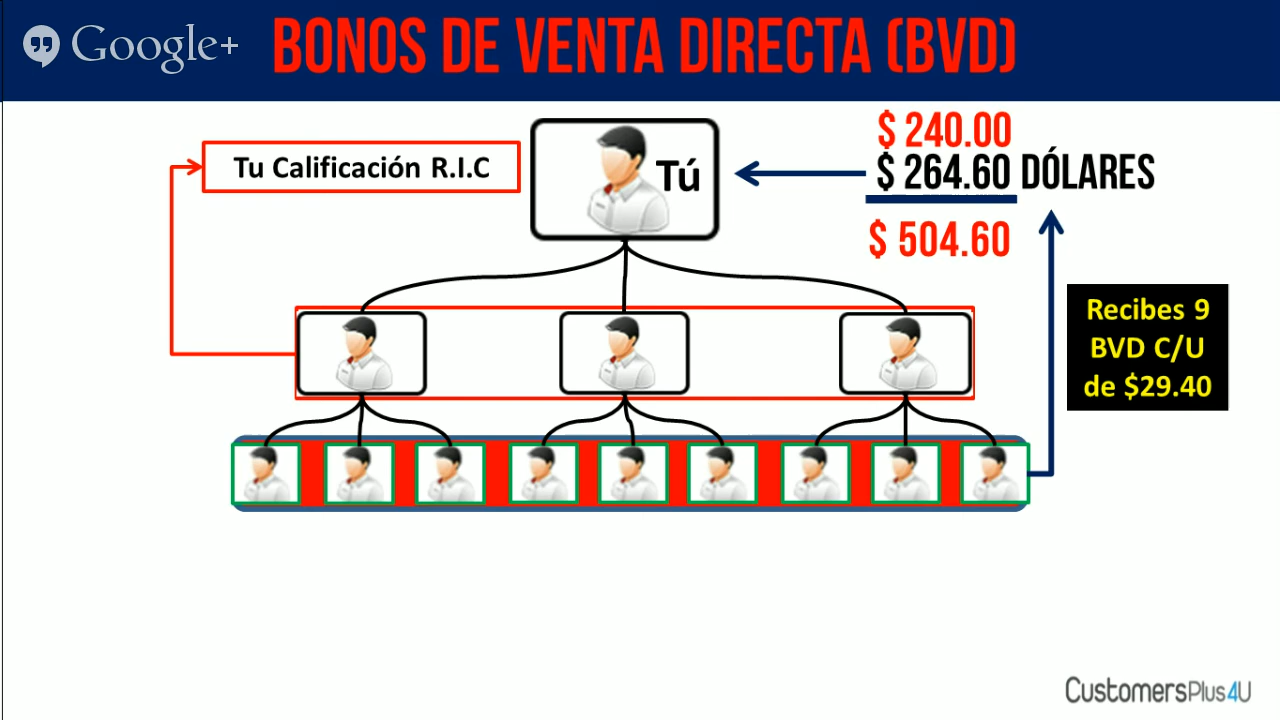 Google+
BONOS DE VENTA DIRECTA (BVD)
$ 240.00
Tu Calificación R.I.C
Tú
$ 264.60 DÓLARES
$ 504.60
Recibes 9
BVD C/U
de $29.40
CustomersPlus4U